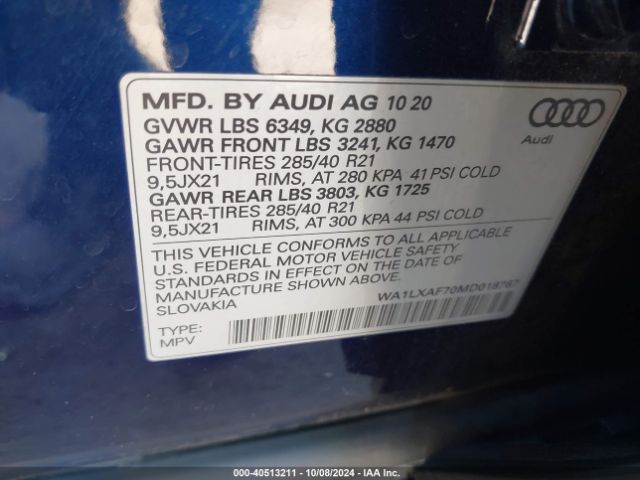 MFD. BY AUDI AG 10 20
GVWR LBS 6349, KG 2880
GAWR FRONT LBS 3241, KG 1470
FRONT-TIRES 285/40 R21
9,5JX21 RIMS, AT 280 KPA 41 PSI COLD
GAWR REAR LBS 3803, KG 1725
REAR-TIRES 285/40 R21
9,5JX21 RIMS, AT 300 KPA 44 PSI COLD
Audi
THIS VEHICLE CONFORMS TO ALL APPLICABLE
U.S. FEDERAL MOTOR VEHICLE SAFETY
STANDARDS IN EFFECT ON THE DATE OF
MANUFACTURE SHOWN ABOVE.
SLOVAKIA
WA1LXAF70MD018767
TYPE:
MPV
000-40513211 - 10/08/2024 - IAA Inc.